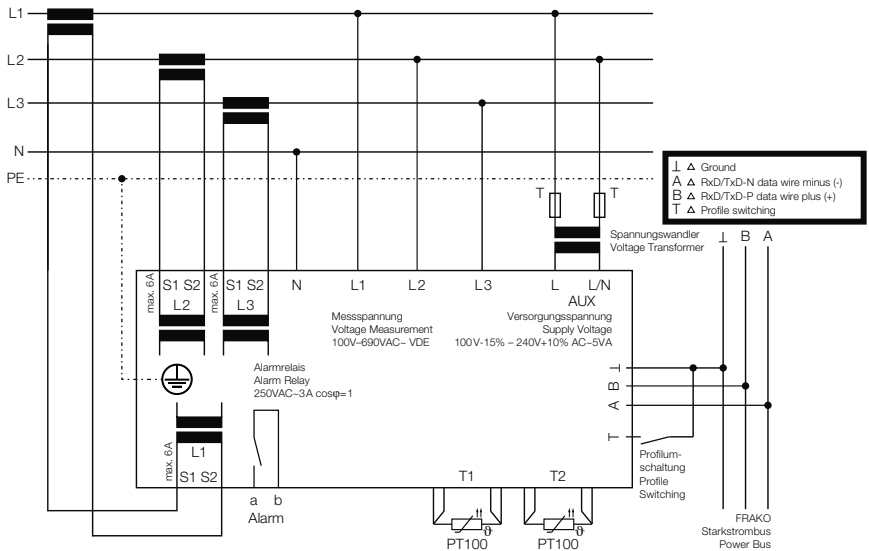 L1
L2
L3
N
PE
⊥ ≙ Ground
A ≙ RxD/TxD-N data wire minus (-)
B ≙ RxD/TxD-P data wire plus (+)
T ≙ Profile switching
T
T
Spannungswandler
Voltage Transformer
⊥ B A
max. 6A
S1 S2
L2
max. 6A
S1 S2
L3
N
L1
L2
L3
L
L/N
AUX
Messspannung
Voltage Measurement
100V–690VAC~ VDE
Versorgungsspannung
Supply Voltage
100V-15% – 240V+10% AC~5VA
Alarmrelais
Alarm Relay
250VAC~3A cosφ=1
⊥
B
A
T
max. 6A
L1
S1 S2
a b
Alarm
T1
T2
ϑ
PT100
ϑ
PT100
Profilum-
schaltung
Profile
Switching
FRAKO
Starkstrombus
Power Bus